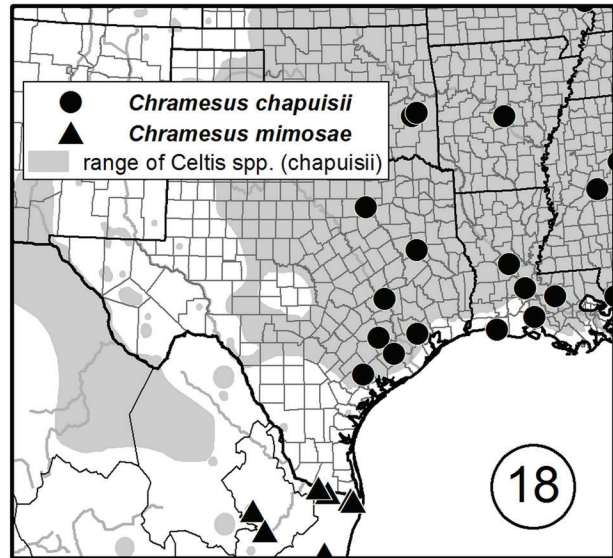 Chramesus chapuisii
Chramesus mimosae
range of Celtis spp. (chapuisii)
18